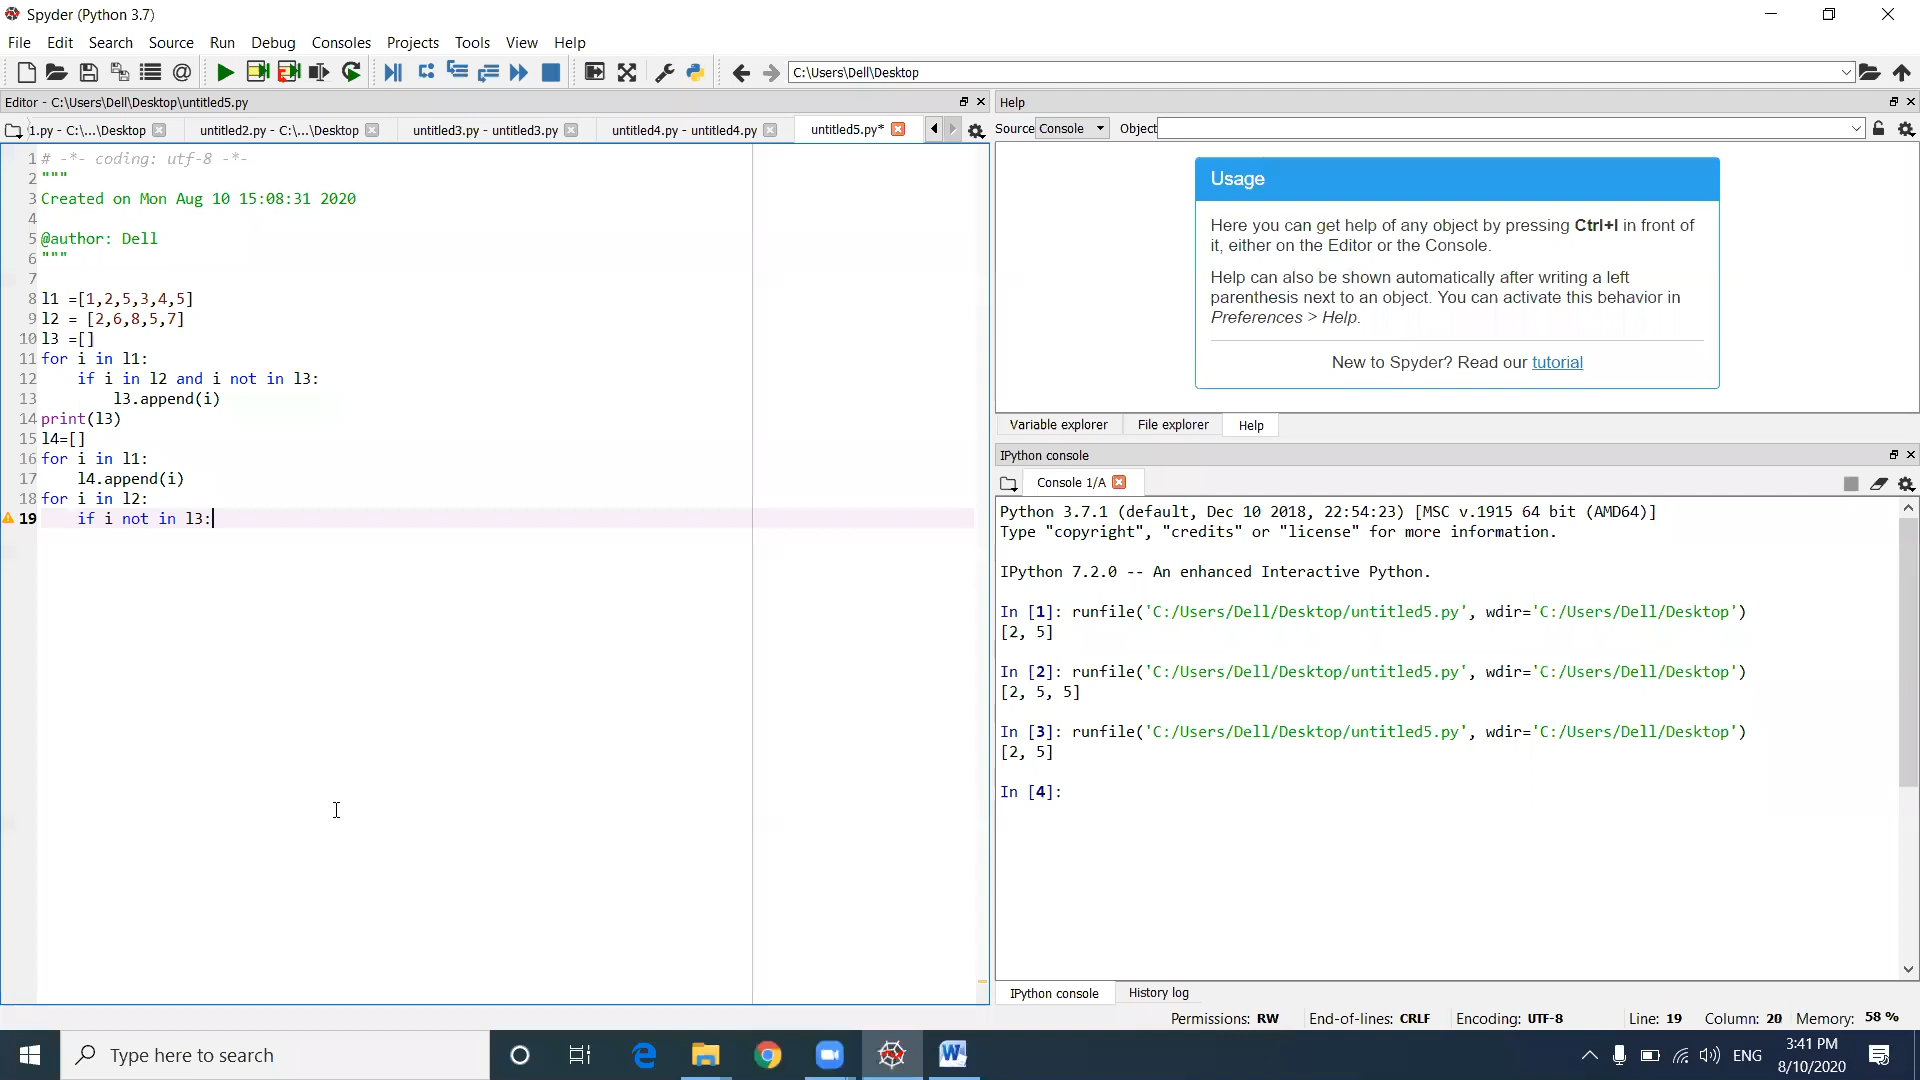 Spyder (Python 3.7)
File Edit Search Source Run Debug Consoles Projects Tools View Help
C:\Users\Dell\Desktop
Editor - C:\Users\Dell\Desktop\untitled5.py
1.py - C:\...\Desktop untitled2.py - C:\...\Desktop untitled3.py - untitled3.py untitled4.py - untitled4.py untitled5.py*
1 # -*- coding: utf-8 -*-
2 """
3 Created on Mon Aug 10 15:08:31 2020
4
5 @author: Dell
6 """
7
8 l1 =[1,2,5,3,4,5]
9 l2 = [2,6,8,5,7]
10 l3 =[]
11 for i in l1:
12     if i in l2 and i not in l3:
13         l3.append(i)
14 print(l3)
15 l4=[]
16 for i in l1:
17     l4.append(i)
18 for i in l2:
19     if i not in l3:
Help
Source Console Object
Usage
Here you can get help of any object by pressing Ctrl+I in front of
it, either on the Editor or the Console.
Help can also be shown automatically after writing a left
parenthesis next to an object. You can activate this behavior in
Preferences > Help.
New to Spyder? Read our tutorial
Variable explorer File explorer Help
IPython console
Console 1/A
Python 3.7.1 (default, Dec 10 2018, 22:54:23) [MSC v.1915 64 bit (AMD64)]
Type "copyright", "credits" or "license" for more information.
IPython 7.2.0 -- An enhanced Interactive Python.
In [1]: runfile('C:/Users/Dell/Desktop/untitled5.py', wdir='C:/Users/Dell/Desktop')
[2, 5]
In [2]: runfile('C:/Users/Dell/Desktop/untitled5.py', wdir='C:/Users/Dell/Desktop')
[2, 5, 5]
In [3]: runfile('C:/Users/Dell/Desktop/untitled5.py', wdir='C:/Users/Dell/Desktop')
[2, 5]
In [4]:
IPython console History log
Permissions: RW End-of-lines: CRLF Encoding: UTF-8 Line: 19 Column: 20 Memory: 58 %
Type here to search
ENG
3:41 PM
8/10/2020